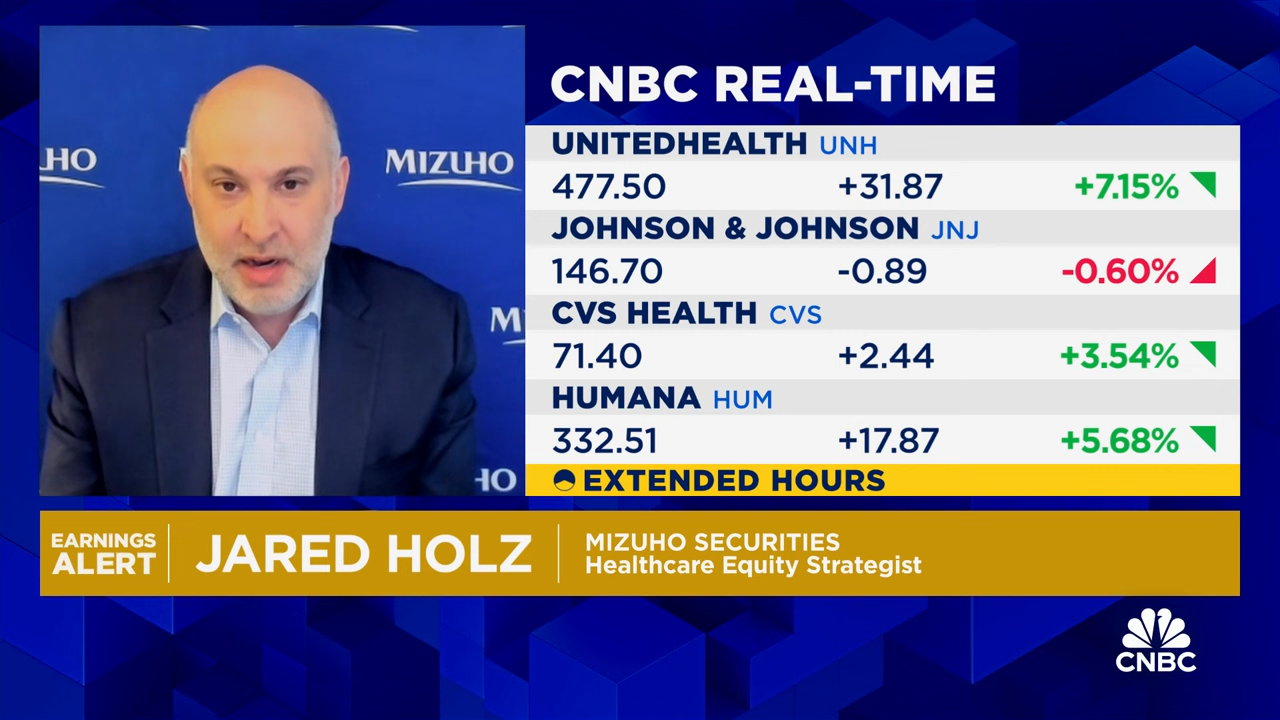 LHO
MIZUHO
M
HO
CNBC REAL-TIME
UNITEDHEALTH UNH
477.50 +31.87 +7.15%
JOHNSON & JOHNSON JNJ
146.70 -0.89 -0.60%
CVS HEALTH CVS
71.40 +2.44 +3.54%
HUMANA HUM
332.51 +17.87 +5.68%
EXTENDED HOURS
EARNINGS
ALERT
JARED HOLZ
MIZUHO SECURITIES
Healthcare Equity Strategist
CNBC